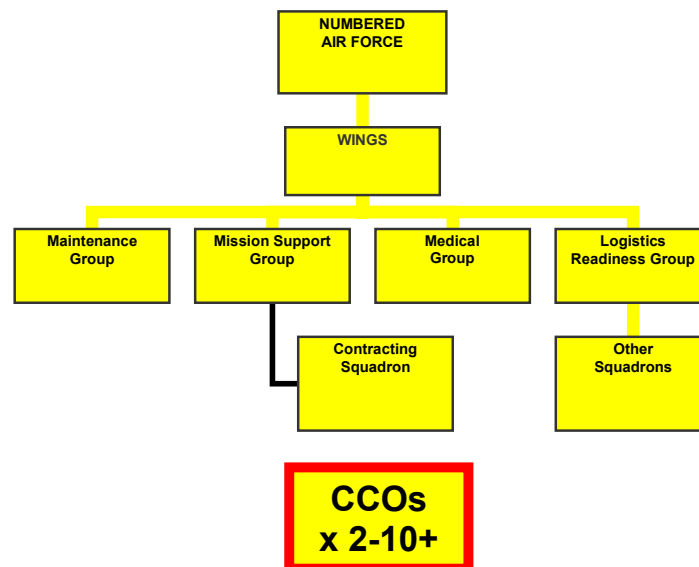 NUMBERED
AIR FORCE
WINGS
Maintenance
Group
Mission Support
Group
Medical
Group
Logistics
Readiness Group
Contracting
Squadron
Other
Squadrons
CCOs
x 2-10+